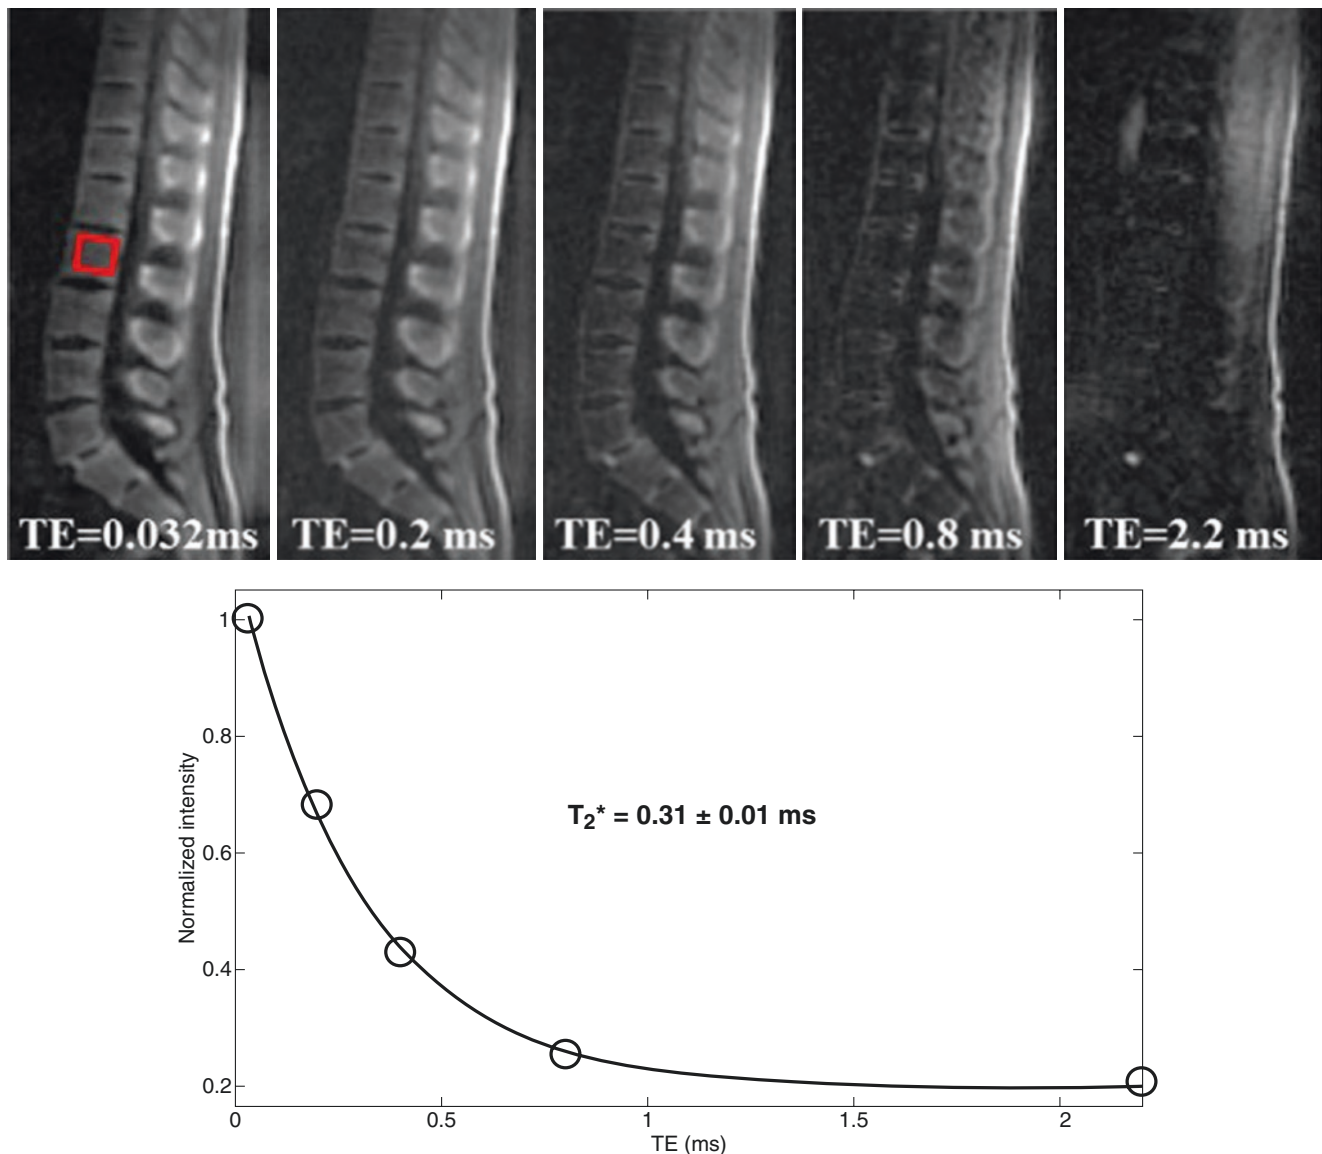 TE=0.032ms
TE=0.2 ms
TE=0.4 ms
TE=0.8 ms
TE=2.2 ms
1
0.8
0.6
0.4
0.2
Normalized intensity
T2* = 0.31 ± 0.01 ms
0
0.5
1
1.5
2
TE (ms)